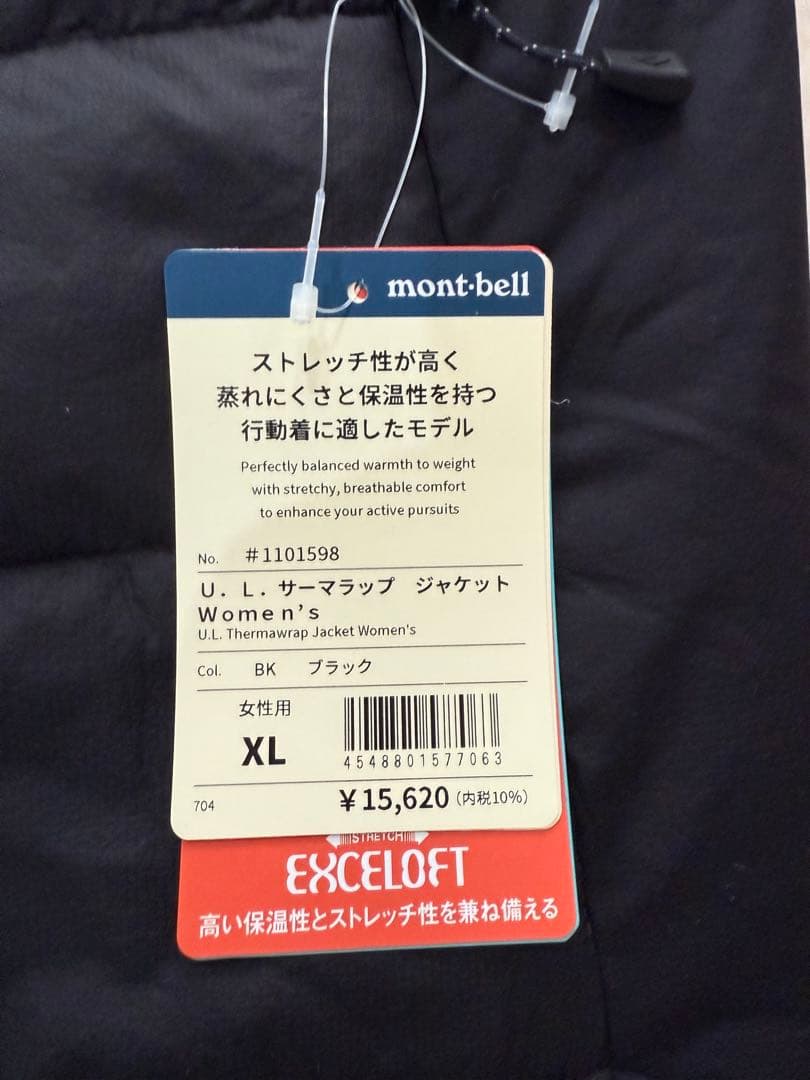 mont·bell
ストレッチ性が高く
蒸れにくさと保温性を持つ
行動着に適したモデル
Perfectly balanced warmth to weight
with stretchy, breathable comfort
to enhance your active pursuits
No. #1101598
U．L．サーマラップ　ジャケット
Women's
U.L. Thermawrap Jacket Women's
Col. BK ブラック
女性用
XL
4548801577063
704 ¥15,620（内税10%）
STRETCH
EXCELOFT
高い保温性とストレッチ性を兼ね備える